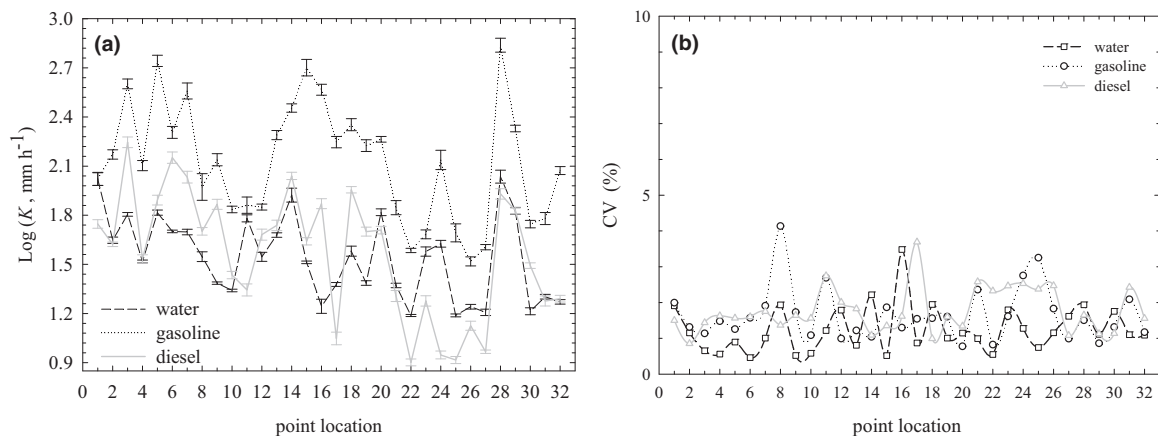 (a)
Log (K, mm h⁻¹)
3.0
2.7
2.4
2.1
1.8
1.5
1.2
0.9
water
gasoline
diesel
0 2 4 6 8 10 12 14 16 18 20 22 24 26 28 30 32
point location
(b)
CV (%)
10
5
0
water
gasoline
diesel
0 2 4 6 8 10 12 14 16 18 20 22 24 26 28 30 32
point location